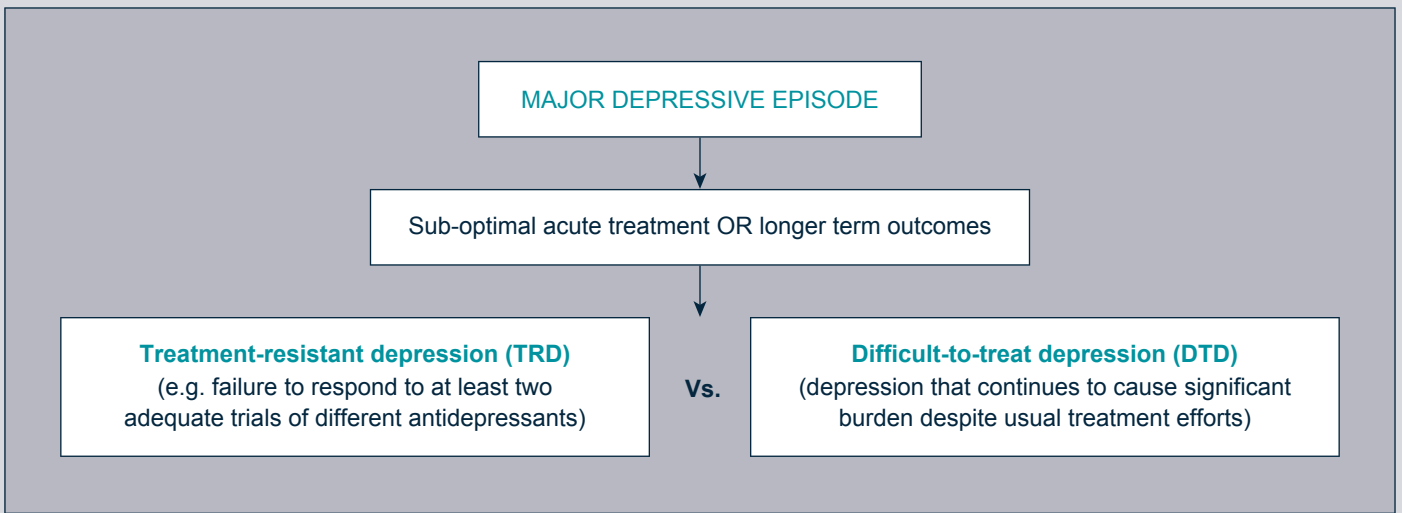 MAJOR DEPRESSIVE EPISODE
Sub-optimal acute treatment OR longer term outcomes
Treatment-resistant depression (TRD)
(e.g. failure to respond to at least two
adequate trials of different antidepressants)
Vs.
Difficult-to-treat depression (DTD)
(depression that continues to cause significant
burden despite usual treatment efforts)